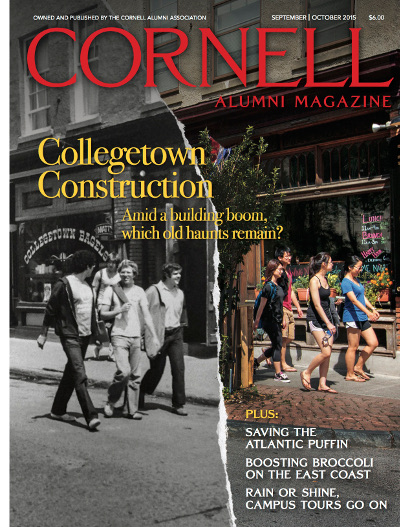 OWNED AND PUBLISHED BY THE CORNELL ALUMNI ASSOCIATION
SEPTEMBER | OCTOBER 2015
$6.00
CORNELL
ALUMNI MAGAZINE
Collegetown
Construction
Amid a building boom,
which old haunts remain?
COLLEGETOWN BAGELS
PLUS:
SAVING THE
ATLANTIC PUFFIN
BOOSTING BROCCOLI
ON THE EAST COAST
RAIN OR SHINE,
CAMPUS TOURS GO ON